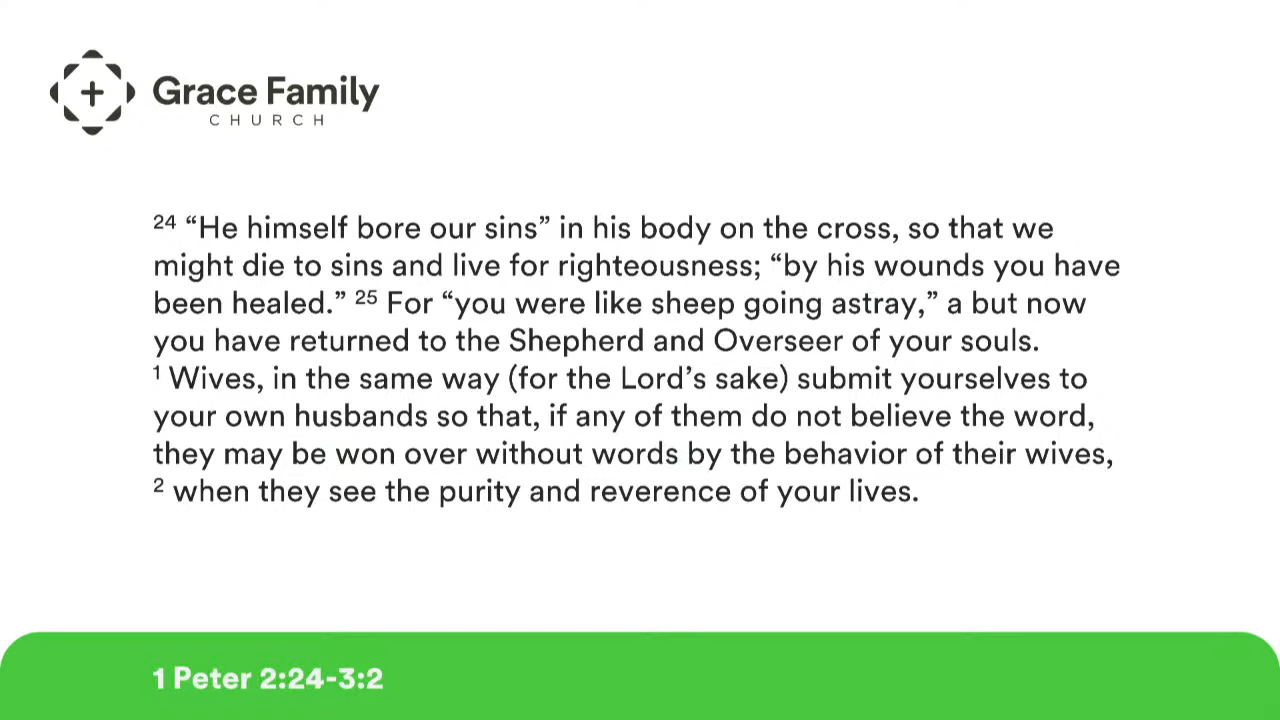 Grace Family
CHURCH
24 “He himself bore our sins” in his body on the cross, so that we
might die to sins and live for righteousness; “by his wounds you have
been healed.” 25 For “you were like sheep going astray,” a but now
you have returned to the Shepherd and Overseer of your souls.
1 Wives, in the same way (for the Lord’s sake) submit yourselves to
your own husbands so that, if any of them do not believe the word,
they may be won over without words by the behavior of their wives,
2 when they see the purity and reverence of your lives.
1 Peter 2:24-3:2